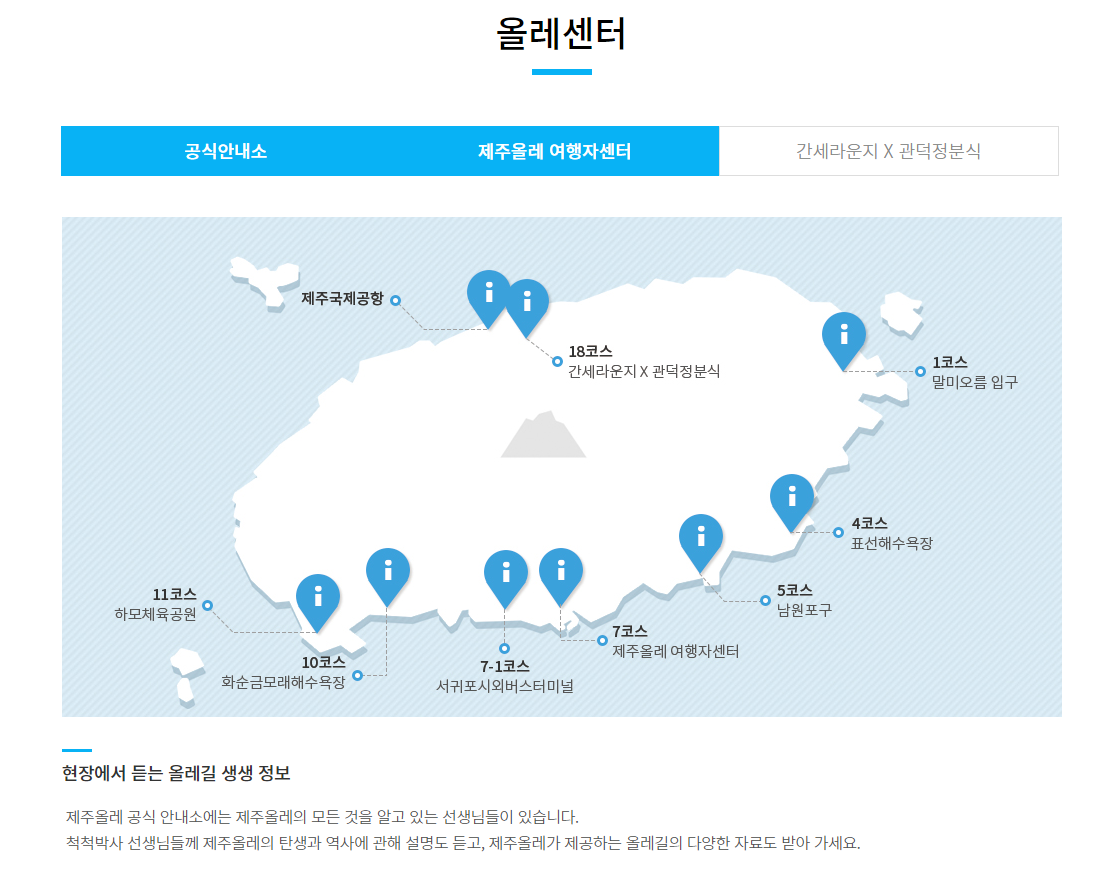 올레센터
공식안내소
제주올레 여행자센터
간세라운지 X 관덕정분식
제주국제공항
18코스
간세라운지 X 관덕정분식
1코스
말미오름 입구
4코스
표선해수욕장
5코스
남원포구
7코스
제주올레 여행자센터
7-1코스
서귀포시외버스터미널
10코스
화순금모래해수욕장
11코스
하모체육공원
현장에서 듣는 올레길 생생 정보
제주올레 공식 안내소에는 제주올레의 모든 것을 알고 있는 선생님들이 있습니다.
척척박사 선생님들께 제주올레의 탄생과 역사에 관해 설명도 듣고, 제주올레가 제공하는 올레길의 다양한 자료도 받아 가세요.